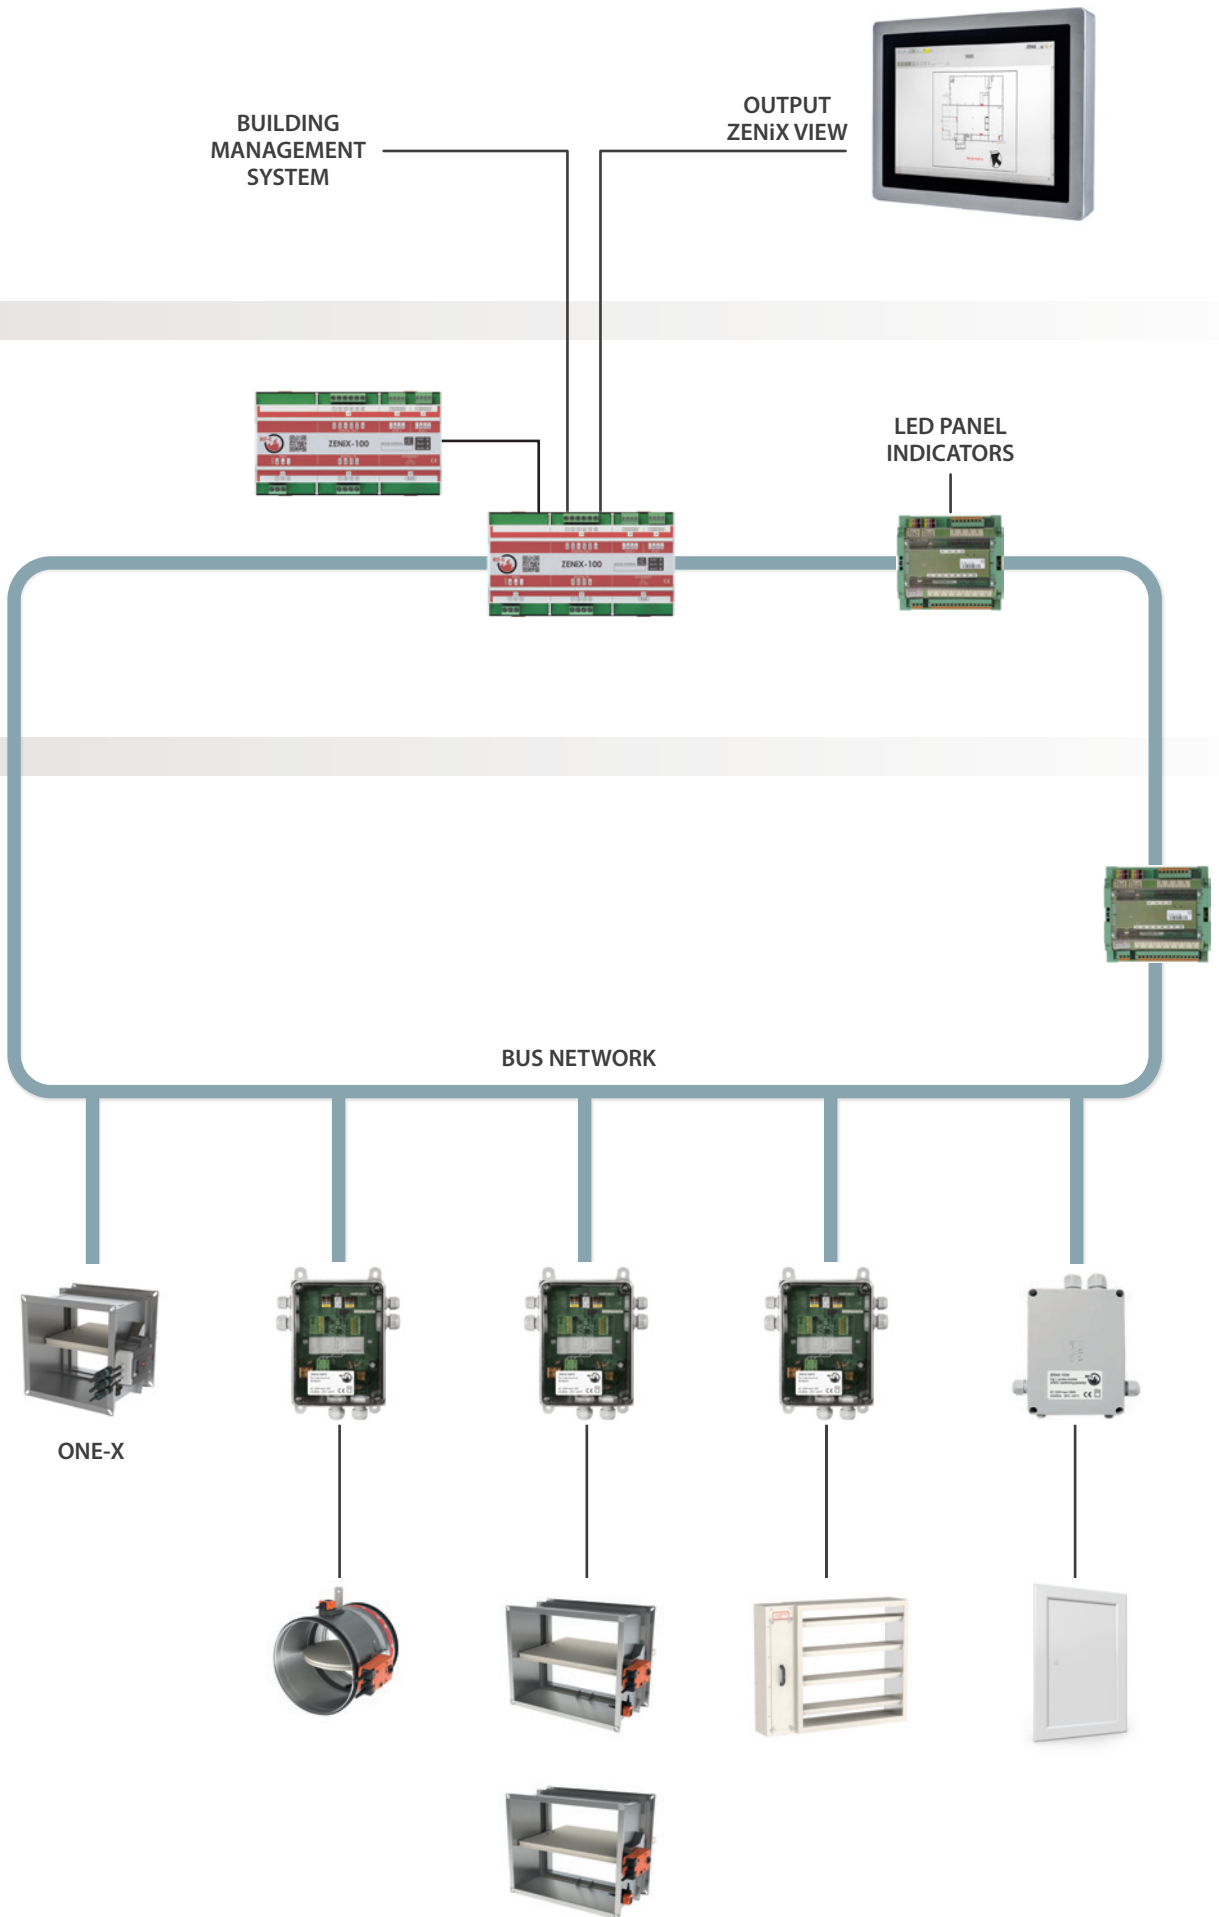 BUILDING
MANAGEMENT
SYSTEM
OUTPUT
ZENiX VIEW
ZENiX-100
LED PANEL
INDICATORS
ZENiX-100
BUS NETWORK
ONE-X